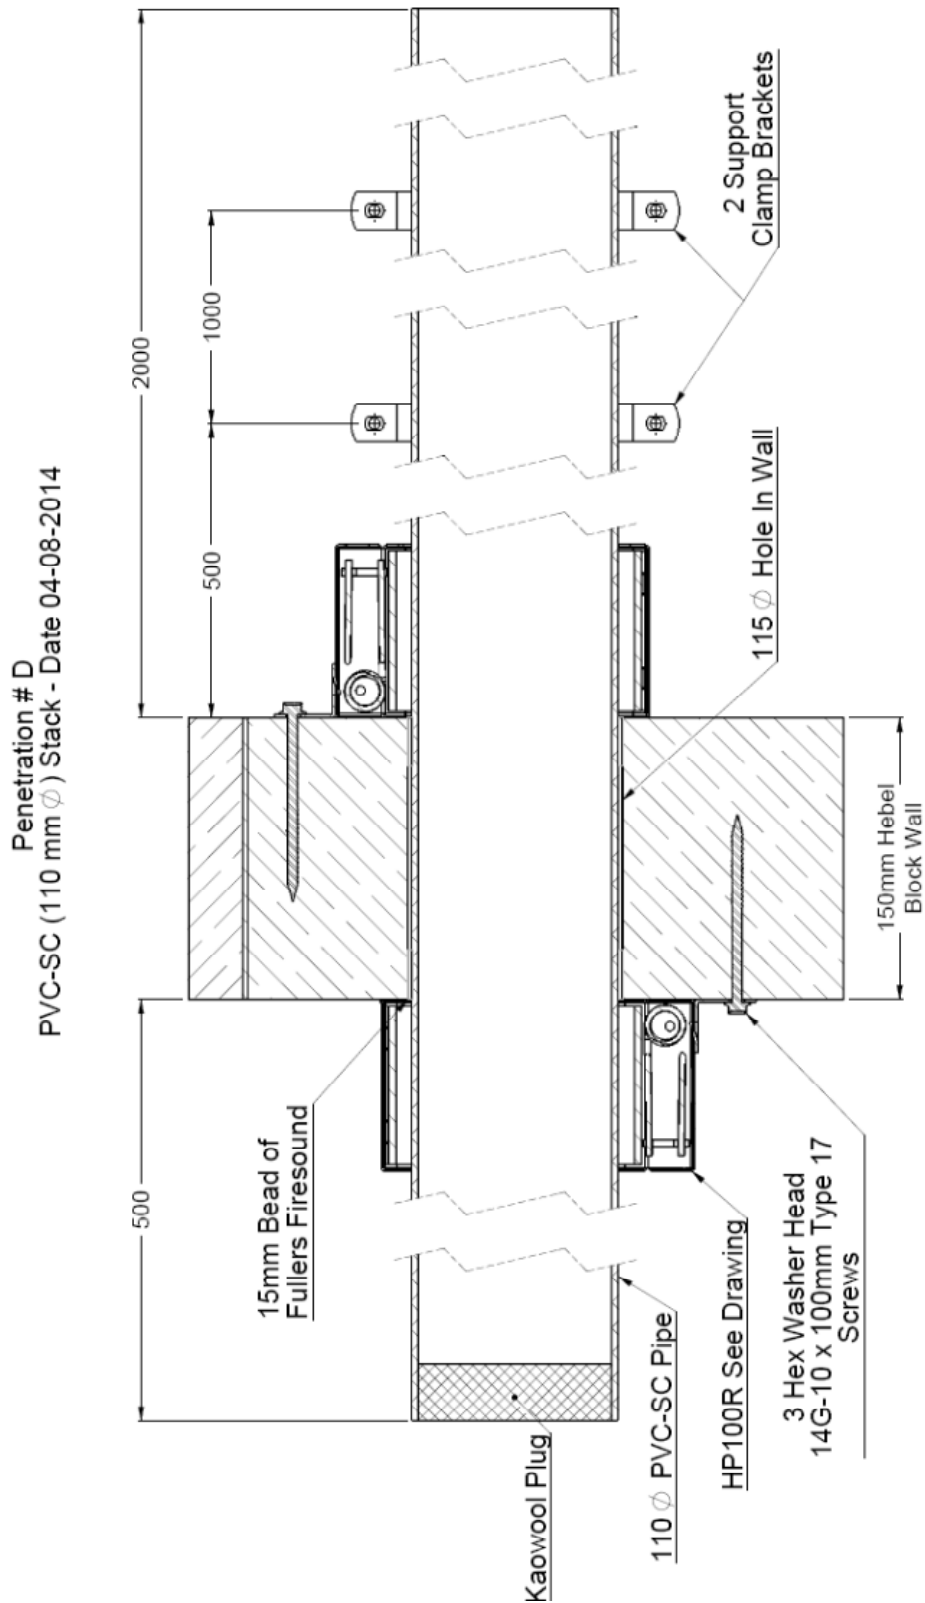 Penetration # D
PVC-SC (110 mm ∅) Stack - Date 04-08-2014
500
2000
500
1000
15mm Bead of
Fullers Firesound
Kaowool Plug
110 ∅ PVC-SC Pipe
HP100R See Drawing
3 Hex Washer Head
14G-10 x 100mm Type 17
Screws
150mm Hebel
Block Wall
115 ∅ Hole In Wall
2 Support
Clamp Brackets